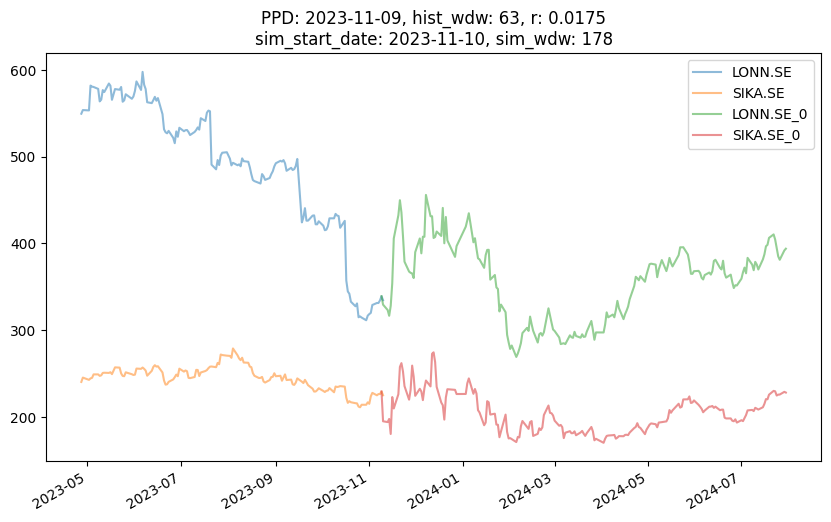 PPD: 2023-11-09, hist_wdw: 63, r: 0.0175
sim_start_date: 2023-11-10, sim_wdw: 178
LONN.SE
SIKA.SE
LONN.SE_0
SIKA.SE_0
600
500
400
300
200
2023-05
2023-07
2023-09
2023-11
2024-01
2024-03
2024-05
2024-07